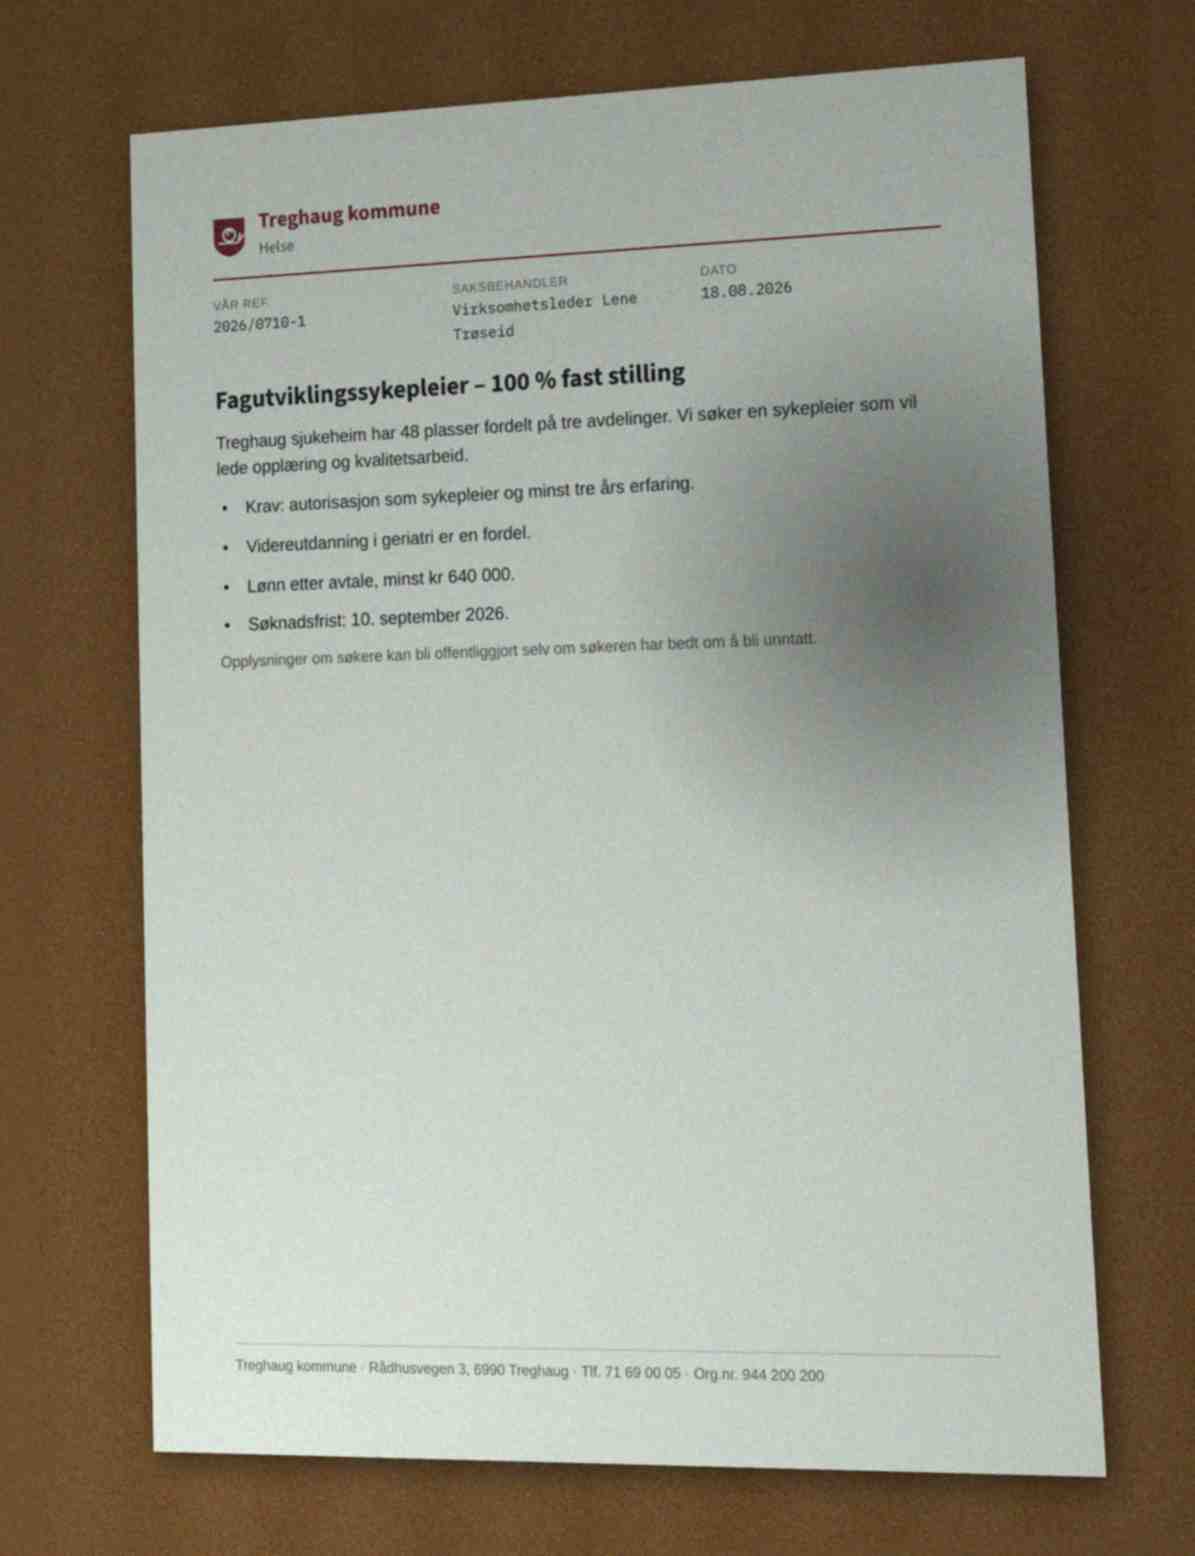 Treghaug kommune
Helse
VÅR REF.
2026/0710-1
SAKSBEHANDLER
Virksomhetsleder Lene
Trøseid
DATO
18.08.2026
Fagutviklingssykepleier – 100 % fast stilling
Treghaug sjukeheim har 48 plasser fordelt på tre avdelinger. Vi søker en sykepleier som vil
lede opplæring og kvalitetsarbeid.
• Krav: autorisasjon som sykepleier og minst tre års erfaring.
• Videreutdanning i geriatri er en fordel.
• Lønn etter avtale, minst kr 640 000.
• Søknadsfrist: 10. september 2026.
Opplysninger om søkere kan bli offentliggjort selv om søkeren har bedt om å bli unntatt.
Treghaug kommune · Rådhusvegen 3, 6990 Treghaug · Tlf. 71 69 00 05 · Org.nr. 944 200 200